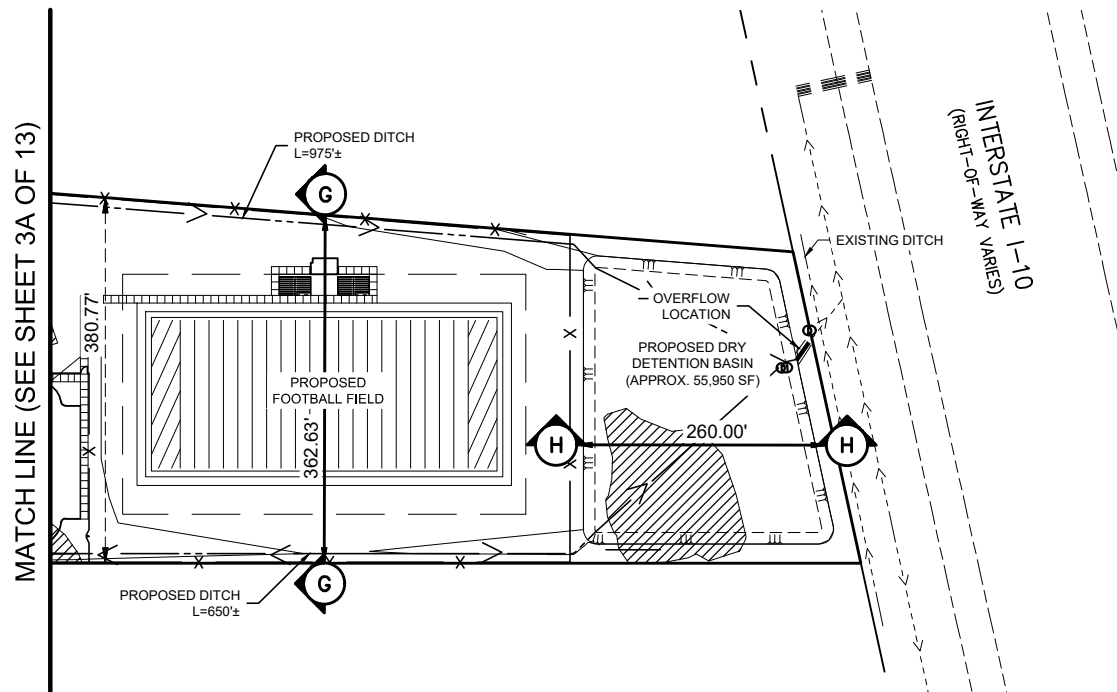 MATCH LINE (SEE SHEET 3A OF 13)
PROPOSED DITCH
L=975'±
G
INTERSTATE I-10
(RIGHT-OF-WAY VARIES)
EXISTING DITCH
380.77'
OVERFLOW
LOCATION
PROPOSED DRY
DETENTION BASIN
(APPROX. 55,950 SF)
PROPOSED
FOOTBALL FIELD
362.63'
H
260.00'
H
G
PROPOSED DITCH
L=650'±
X
X
X
X
X
X
X
X
X